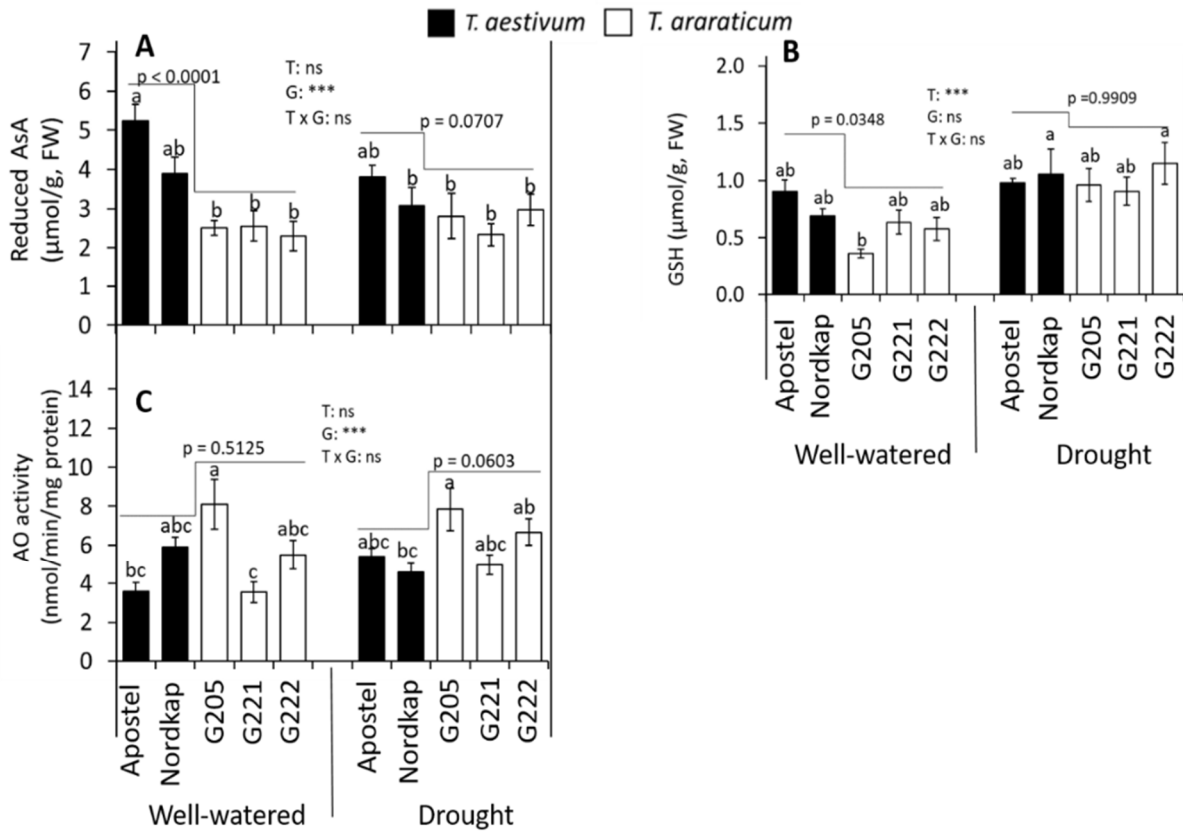 T. aestivum T. araraticum
A
Reduced AsA
(µmol/g, FW)
7
6
5
4
3
2
1
0
p < 0.0001
T: ns
G: ***
T x G: ns
p = 0.0707
a
ab
b
b
b
ab
b
b
b
b
B
GSH (µmol/g, FW)
2.0
1.5
1.0
0.5
0.0
p = 0.0348
T: ***
G: ns
T x G: ns
p =0.9909
ab
ab
b
ab
ab
ab
a
ab
ab
a
Apostel
Nordkap
G205
G221
G222
Apostel
Nordkap
G205
G221
G222
Well-watered
Drought
C
AO activity
(nmol/min/mg protein)
14
12
10
8
6
4
2
0
T: ns
G: ***
T x G: ns
p = 0.5125
p = 0.0603
bc
abc
a
c
abc
abc
bc
a
abc
ab
Apostel
Nordkap
G205
G221
G222
Apostel
Nordkap
G205
G221
G222
Well-watered
Drought